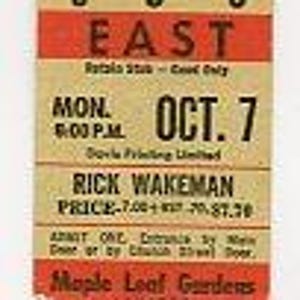 EAST
Retain Stub — Good Only
MON.
8:00 P.M.
OCT. 7
Davis Printing Limited
RICK WAKEMAN
PRICE-7.00+RST .70-$7.70
ADMIT ONE. Entrance by Main
Door or by Church Street Door.
Maple Leaf Gardens